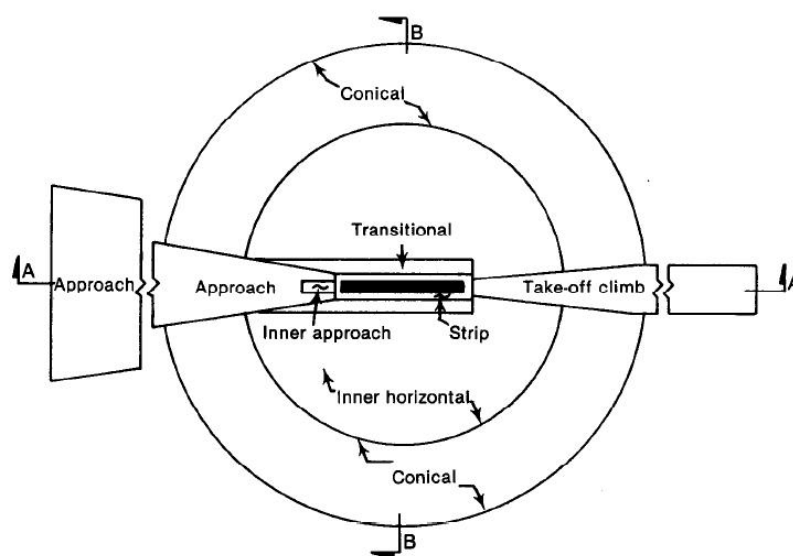 B
Conical
Transitional
A
Approach
Approach
Take-off climb
A
Inner approach
Strip
Inner horizontal
Conical
B